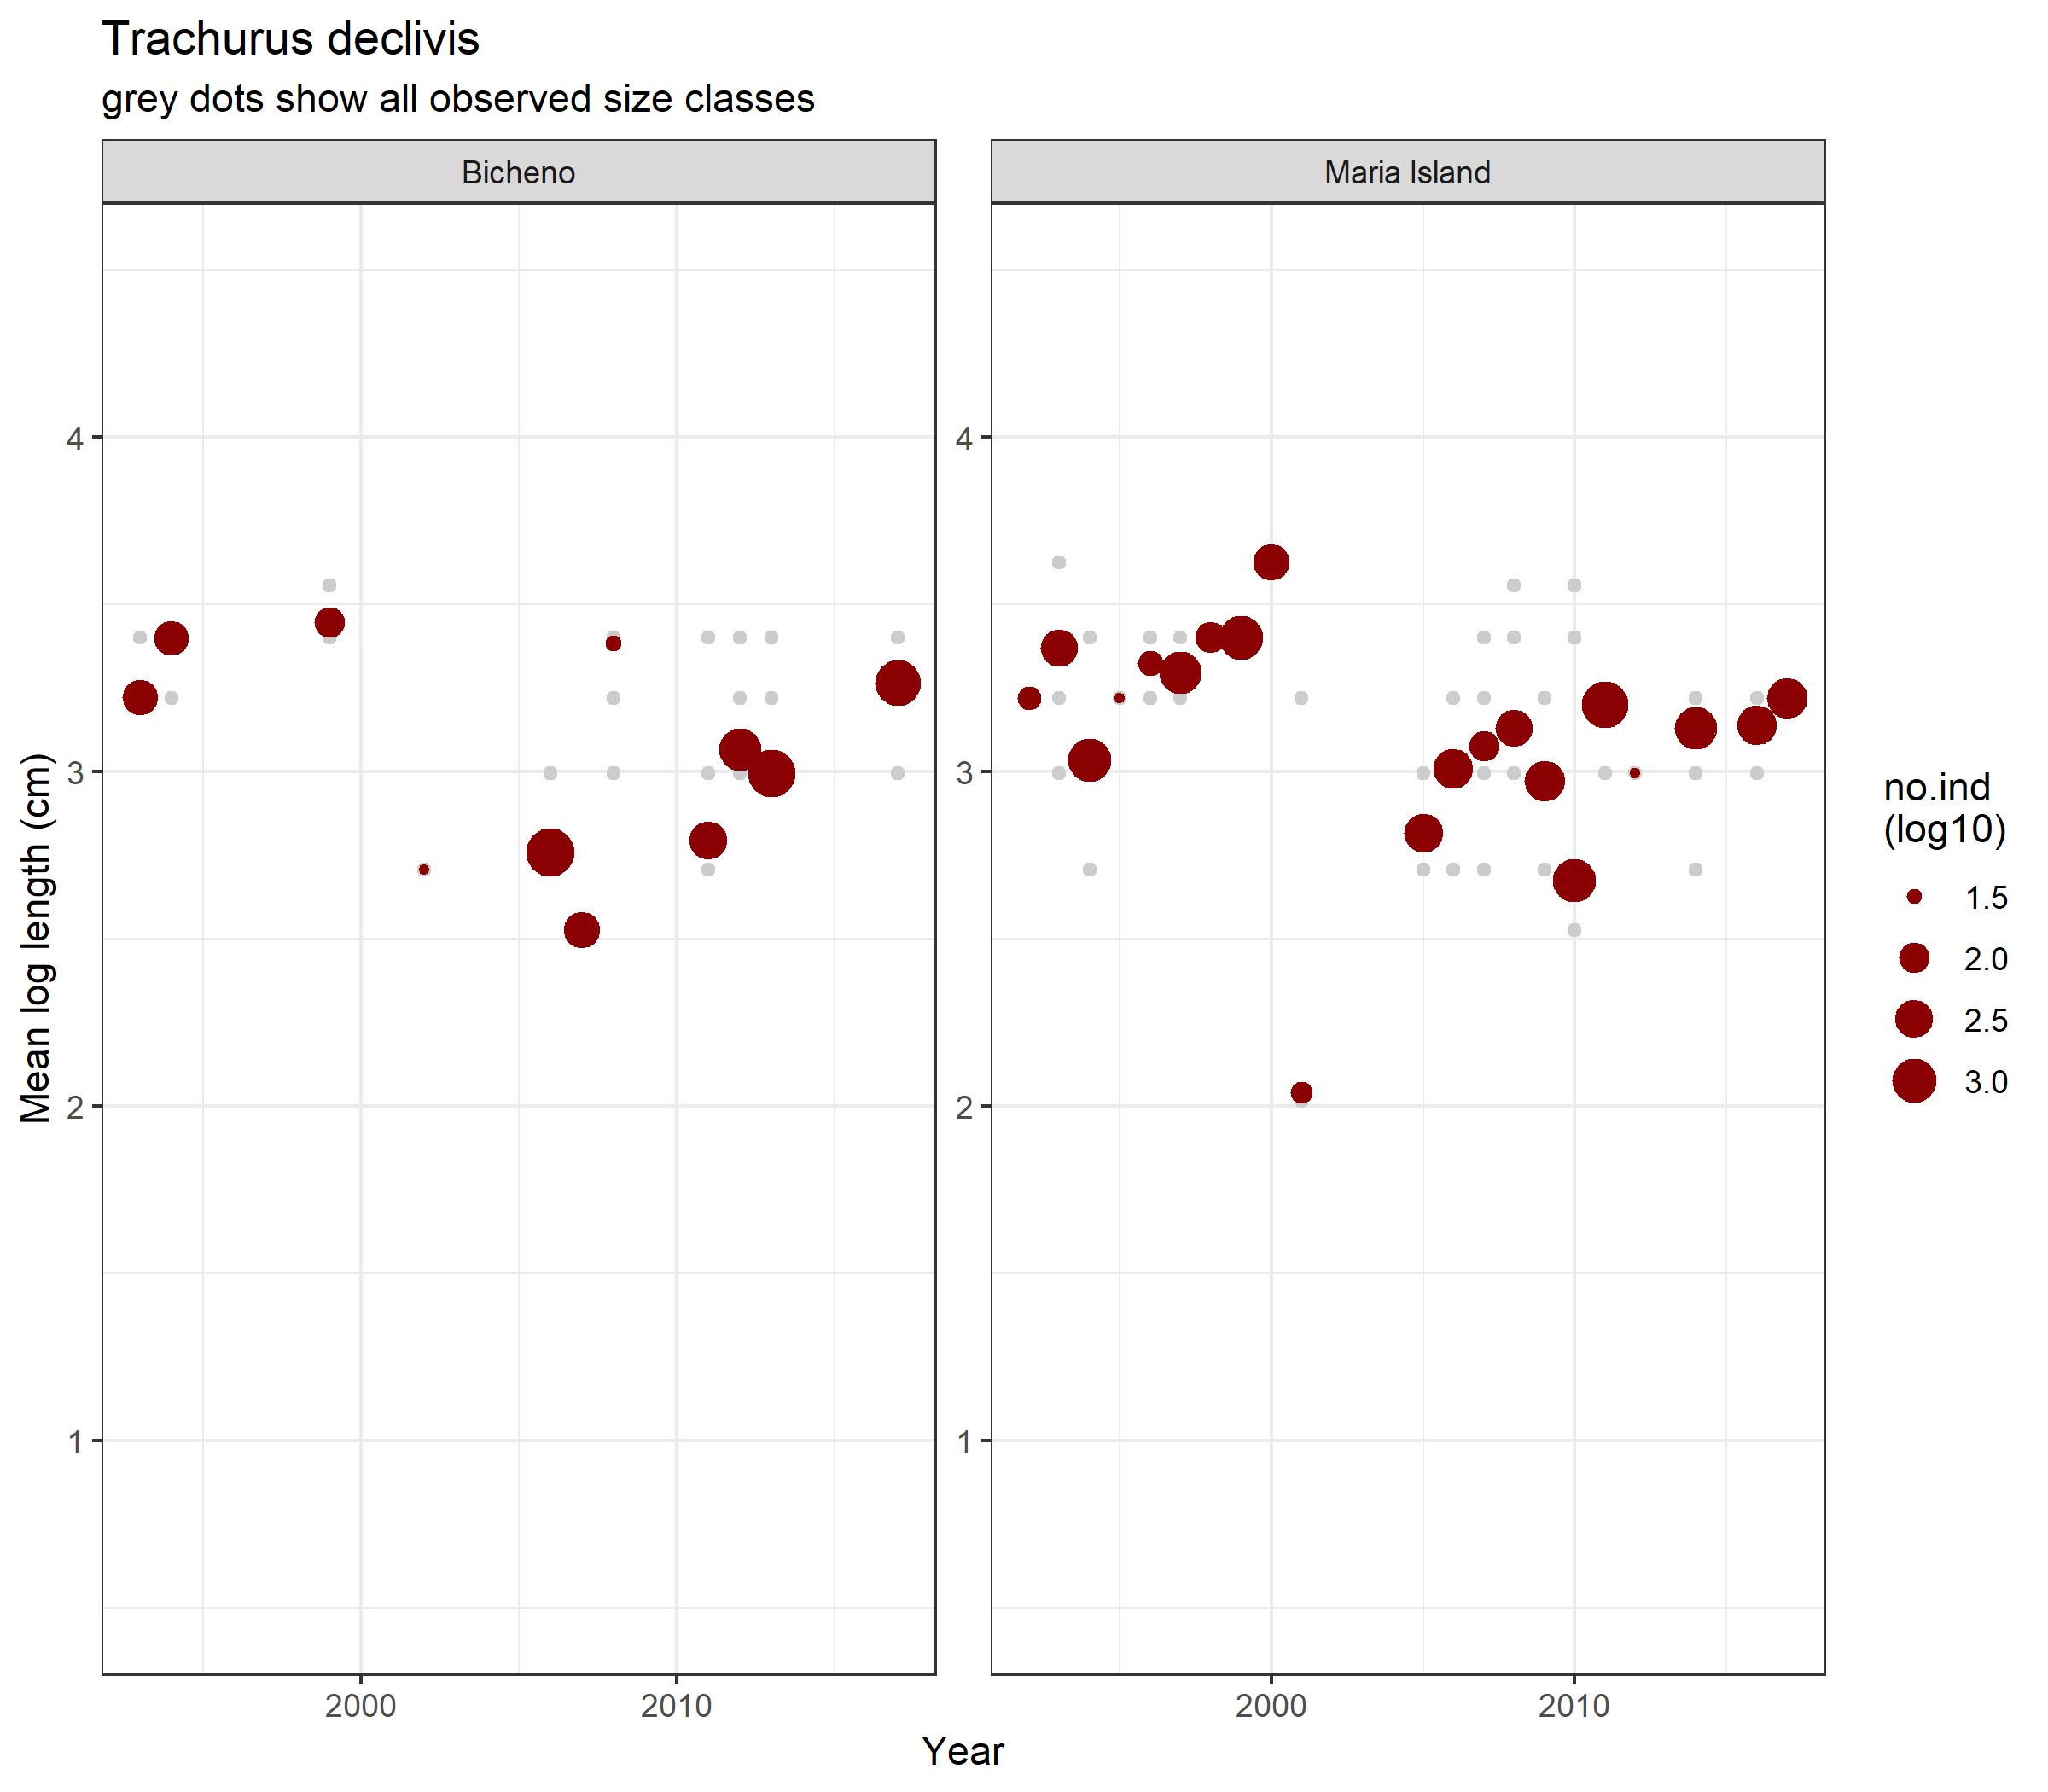 Trachurus declivis
grey dots show all observed size classes
Bicheno
Maria Island
Mean log length (cm)
4
3
2
1
4
3
2
1
2000 2010
2000 2010
Year
no.ind
(log10)
1.5
2.0
2.5
3.0